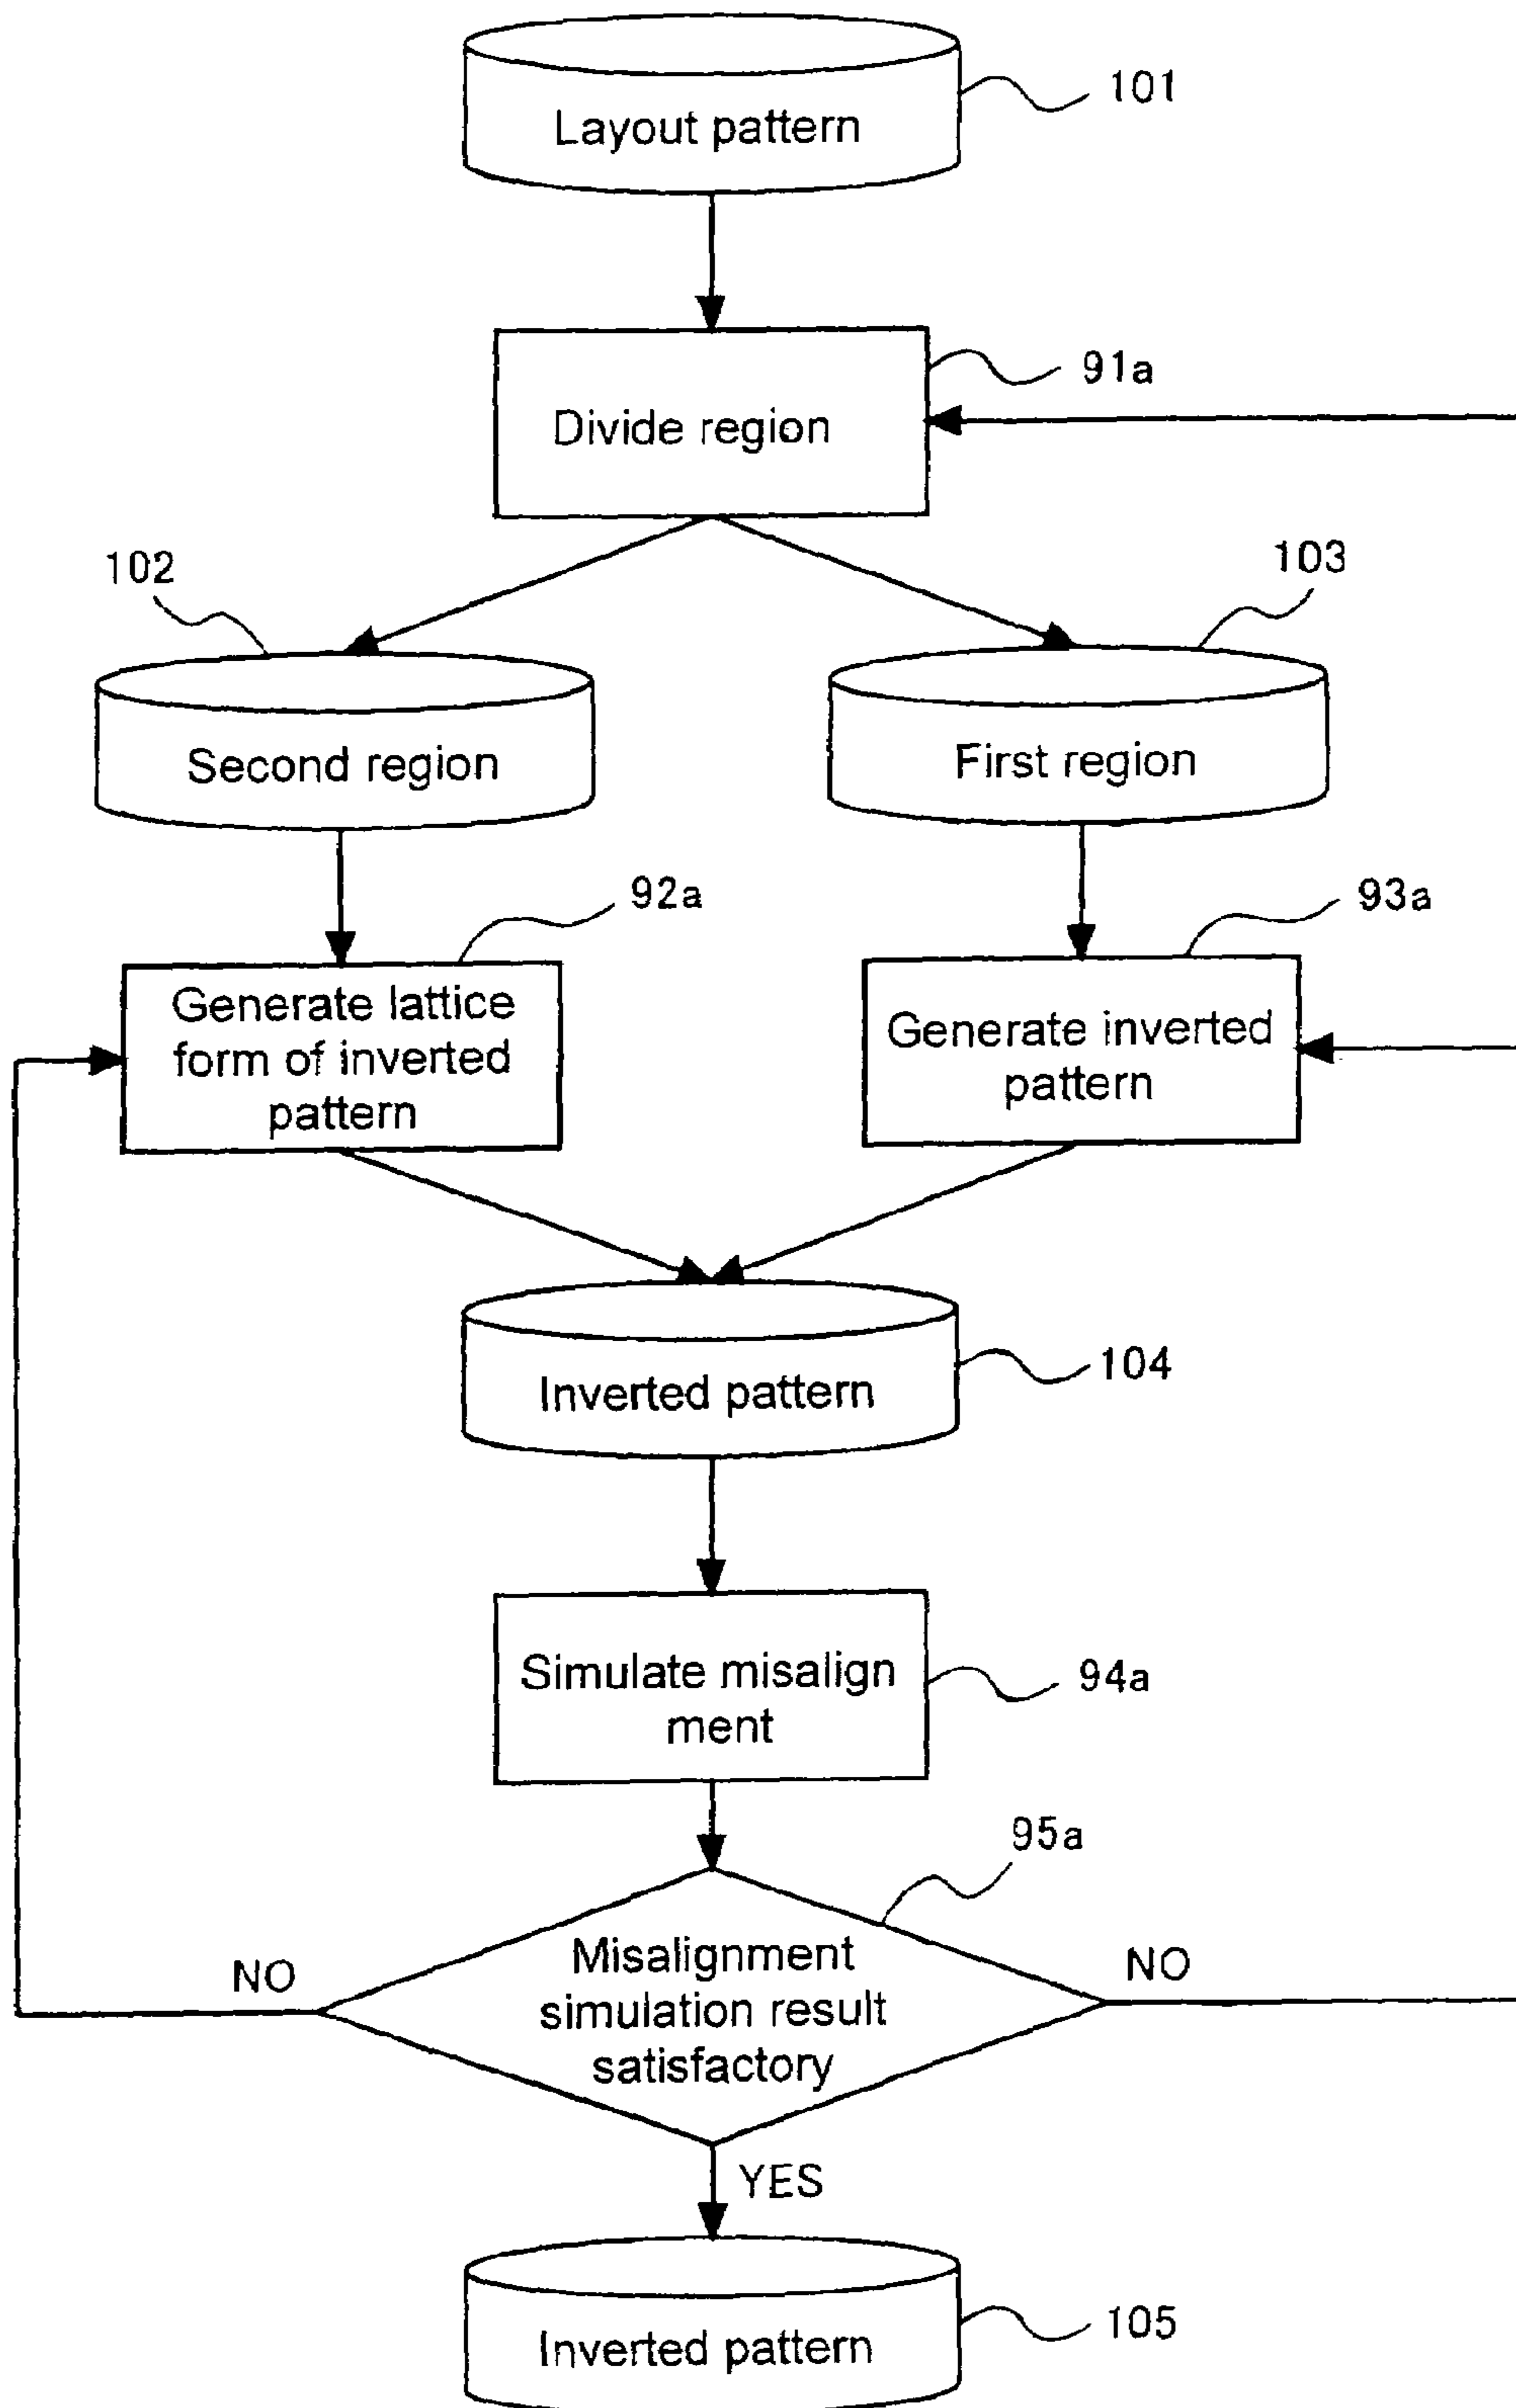 Layout pattern
101
Divide region
91a
102
103
Second region
First region
92a
93a
Generate lattice
form of inverted
pattern
Generate inverted
pattern
Inverted pattern
104
Simulate misalign
ment
94a
95a
NO
Misalignment
simulation result
satisfactory
NO
YES
Inverted pattern
105